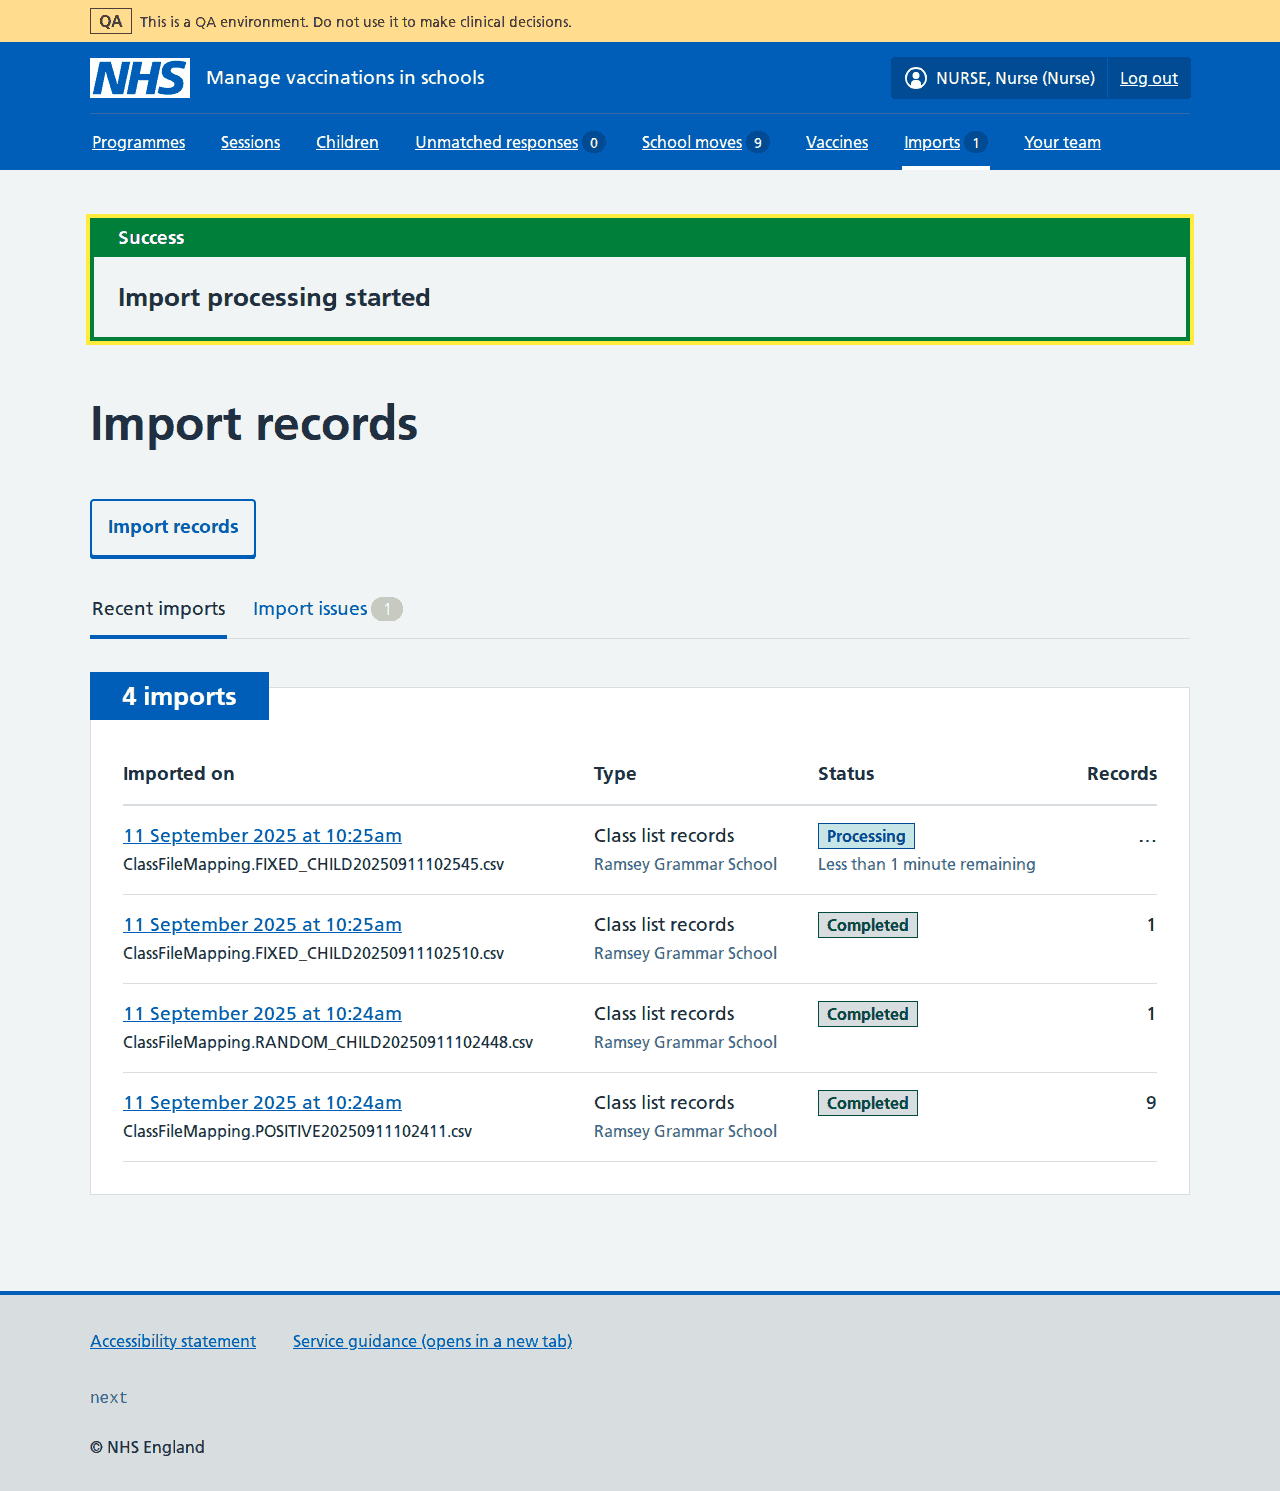 QA This is a QA environment. Do not use it to make clinical decisions.
NHS Manage vaccinations in schools NURSE, Nurse (Nurse) Log out
Programmes Sessions Children Unmatched responses 0 School moves 9 Vaccines Imports 1 Your team
Success
Import processing started
Import records
Import records
Recent imports Import issues 1
4 imports
Imported on Type Status Records
11 September 2025 at 10:25am Class list records Processing ...
ClassFileMapping.FIXED_CHILD20250911102545.csv Ramsey Grammar School Less than 1 minute remaining
11 September 2025 at 10:25am Class list records Completed 1
ClassFileMapping.FIXED_CHILD20250911102510.csv Ramsey Grammar School
11 September 2025 at 10:24am Class list records Completed 1
ClassFileMapping.RANDOM_CHILD20250911102448.csv Ramsey Grammar School
11 September 2025 at 10:24am Class list records Completed 9
ClassFileMapping.POSITIVE20250911102411.csv Ramsey Grammar School
Accessibility statement Service guidance (opens in a new tab)
next
© NHS England